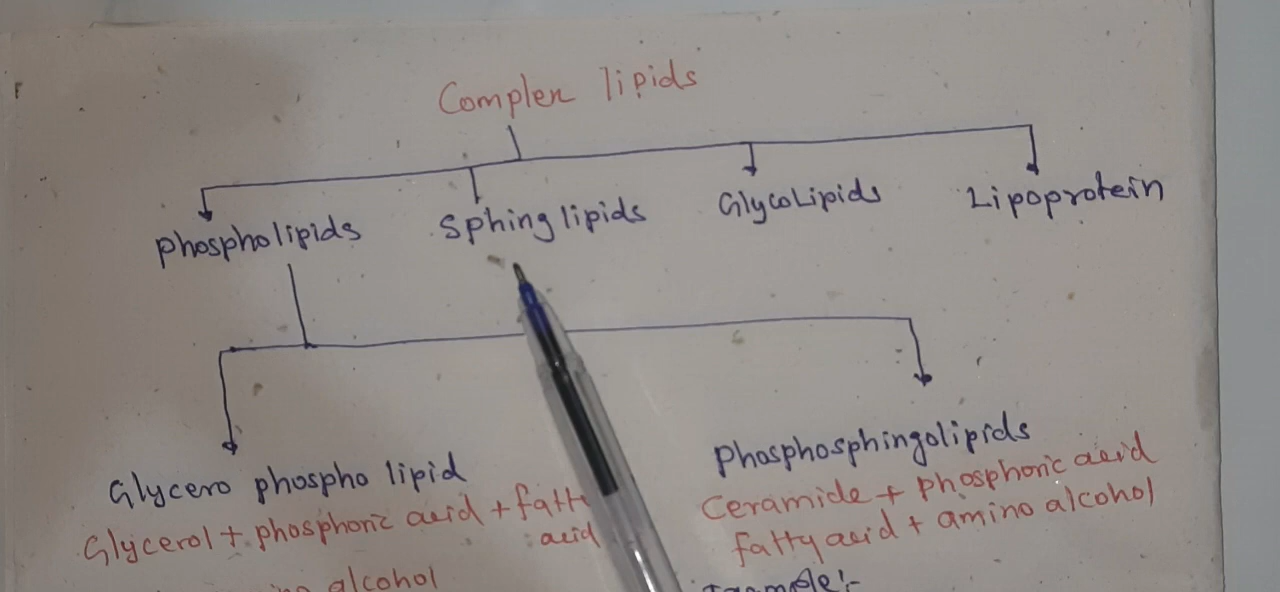 Complex lipids
Phospholipids
Sphing lipids
GlycoLipids
Lipoprotein
Glycero phospho lipid
Glycerol + phosphoric acid +
acid
alcohol
Phosphosphingolipids
Ceramide + phosphoric acid
fatty acid + amino alcohol